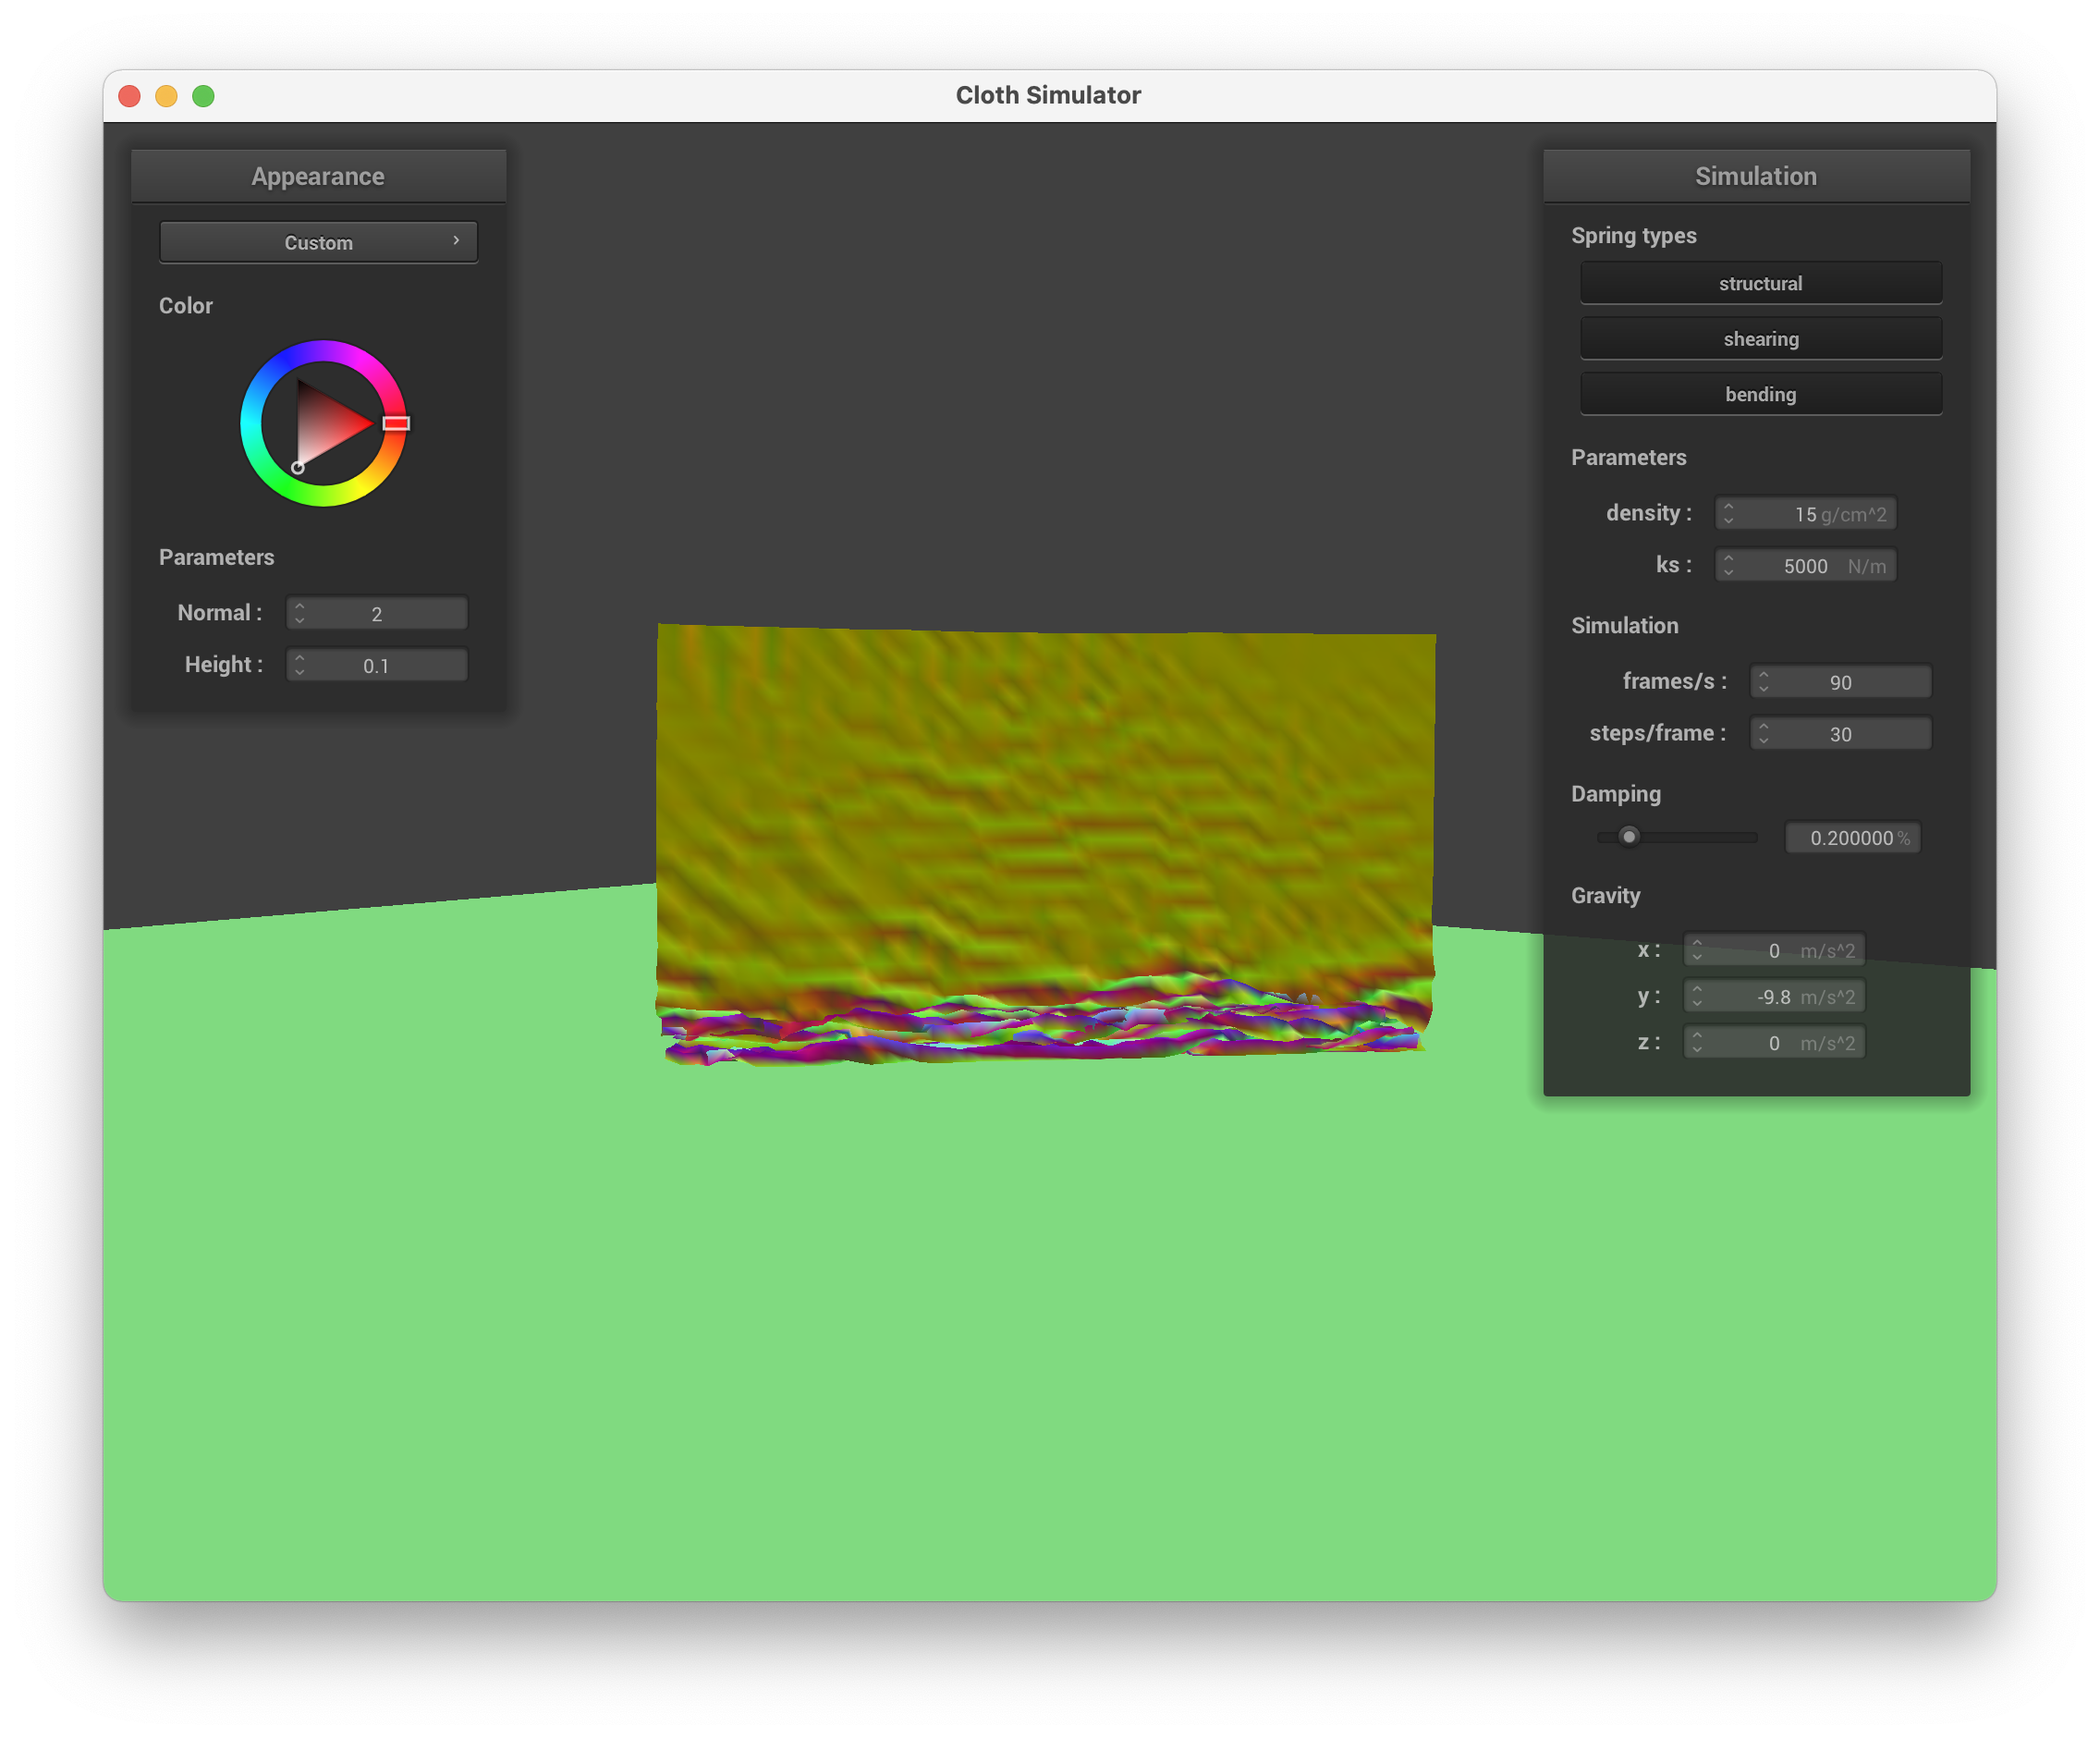 Cloth Simulator
Appearance
Custom
Color
Parameters
Normal : 2
Height : 0.1
Simulation
Spring types
structural
shearing
bending
Parameters
density : 15 g/cm^2
ks : 5000 N/m
Simulation
frames/s : 90
steps/frame : 30
Damping
0.200000 %
Gravity
x : 0 m/s^2
y : -9.8 m/s^2
z : 0 m/s^2